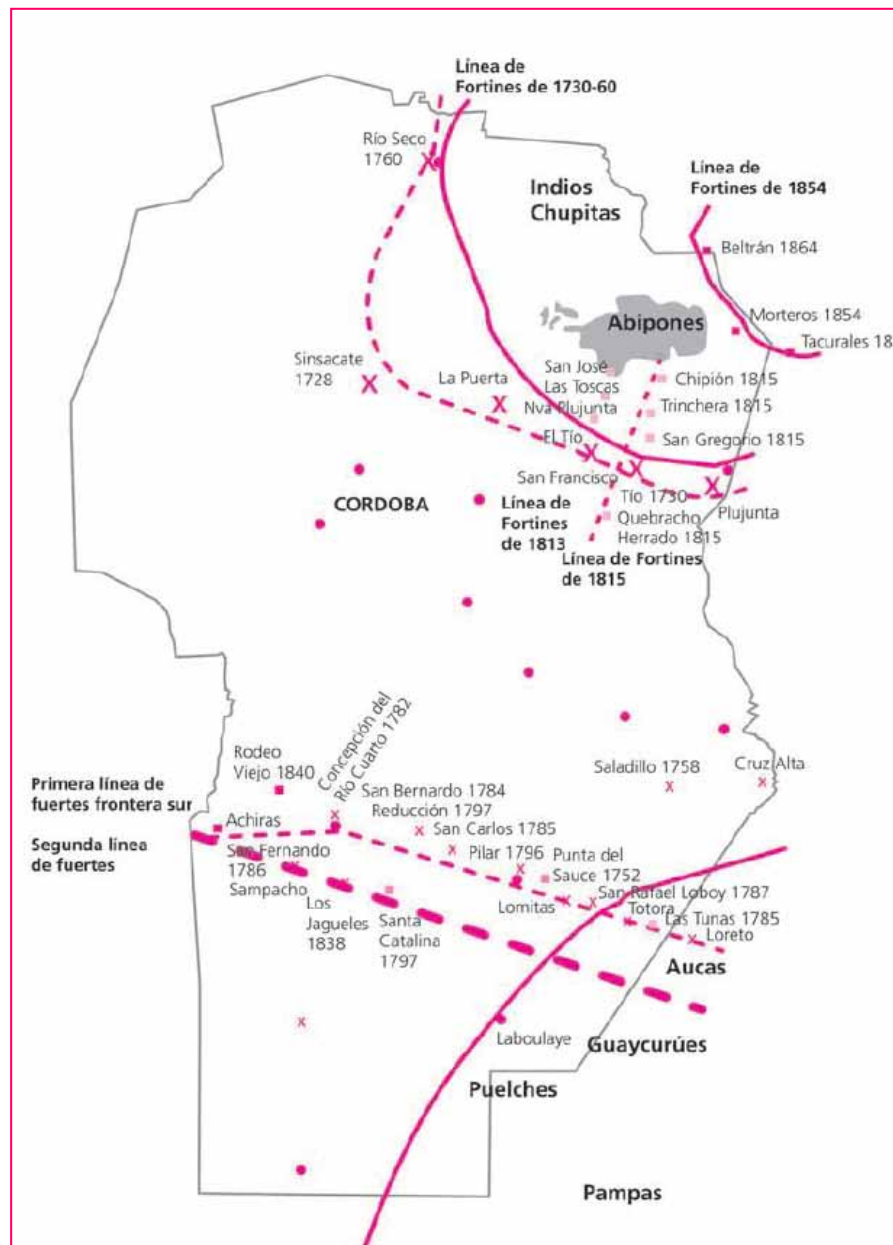 Línea de
Fortines de 1730-60
Río Seco
1760
Indios
Chupitas
Línea de
Fortines de 1854
Beltrán 1864
Abipones
Morteros 1854
Tacurales 18
Sinsacate
1728
La Puerta
San José
Las Toscas
Nva Plujunta
El Tío
Chipión 1815
Trinchera 1815
San Gregorio 1815
San Francisco
CORDOBA
Línea de
Fortines
de 1813
Tío 1730
Plujunta
Quebracho
Herrado 1815
Línea de Fortines
de 1815
Concepción del
Río Cuarto 1782
Rodeo
Viejo 1840
San Bernardo 1784
Reducción 1797
Saladillo 1758
Cruz Alta
Primera línea de
fuertes frontera sur
Achiras
San Carlos 1785
Segunda línea
de fuertes
San Fernando
1786
Sampacho
Pilar 1796
Punta del
Sauce 1752
Lomitas
San Rafael Loboy 1787
Totora
Las Tunas 1785
Loreto
Los
Jagueles
1838
Santa
Catalina
1797
Aucas
Laboulaye
Guaycurúes
Puelches
Pampas